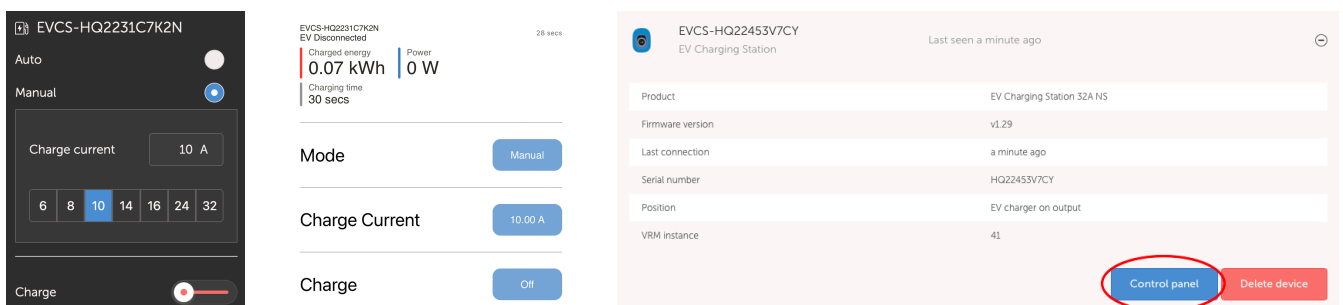 EVCS-HQ2231C7K2N
Auto
Manual
Charge current 10 A
6 8 10 14 16 24 32
Charge
EVCS-HQ2231C7K2N
EV Disconnected
28 secs
Charged energy Power
0.07 kWh 0 W
Charging time
30 secs
Mode Manual
Charge Current 10.00 A
Charge Off
EVCS-HQ22453V7CY
EV Charging Station
Last seen a minute ago
Product EV Charging Station 32A NS
Firmware version v1.29
Last connection a minute ago
Serial number HQ22453V7CY
Position EV charger on output
VRM instance 41
Control panel Delete device